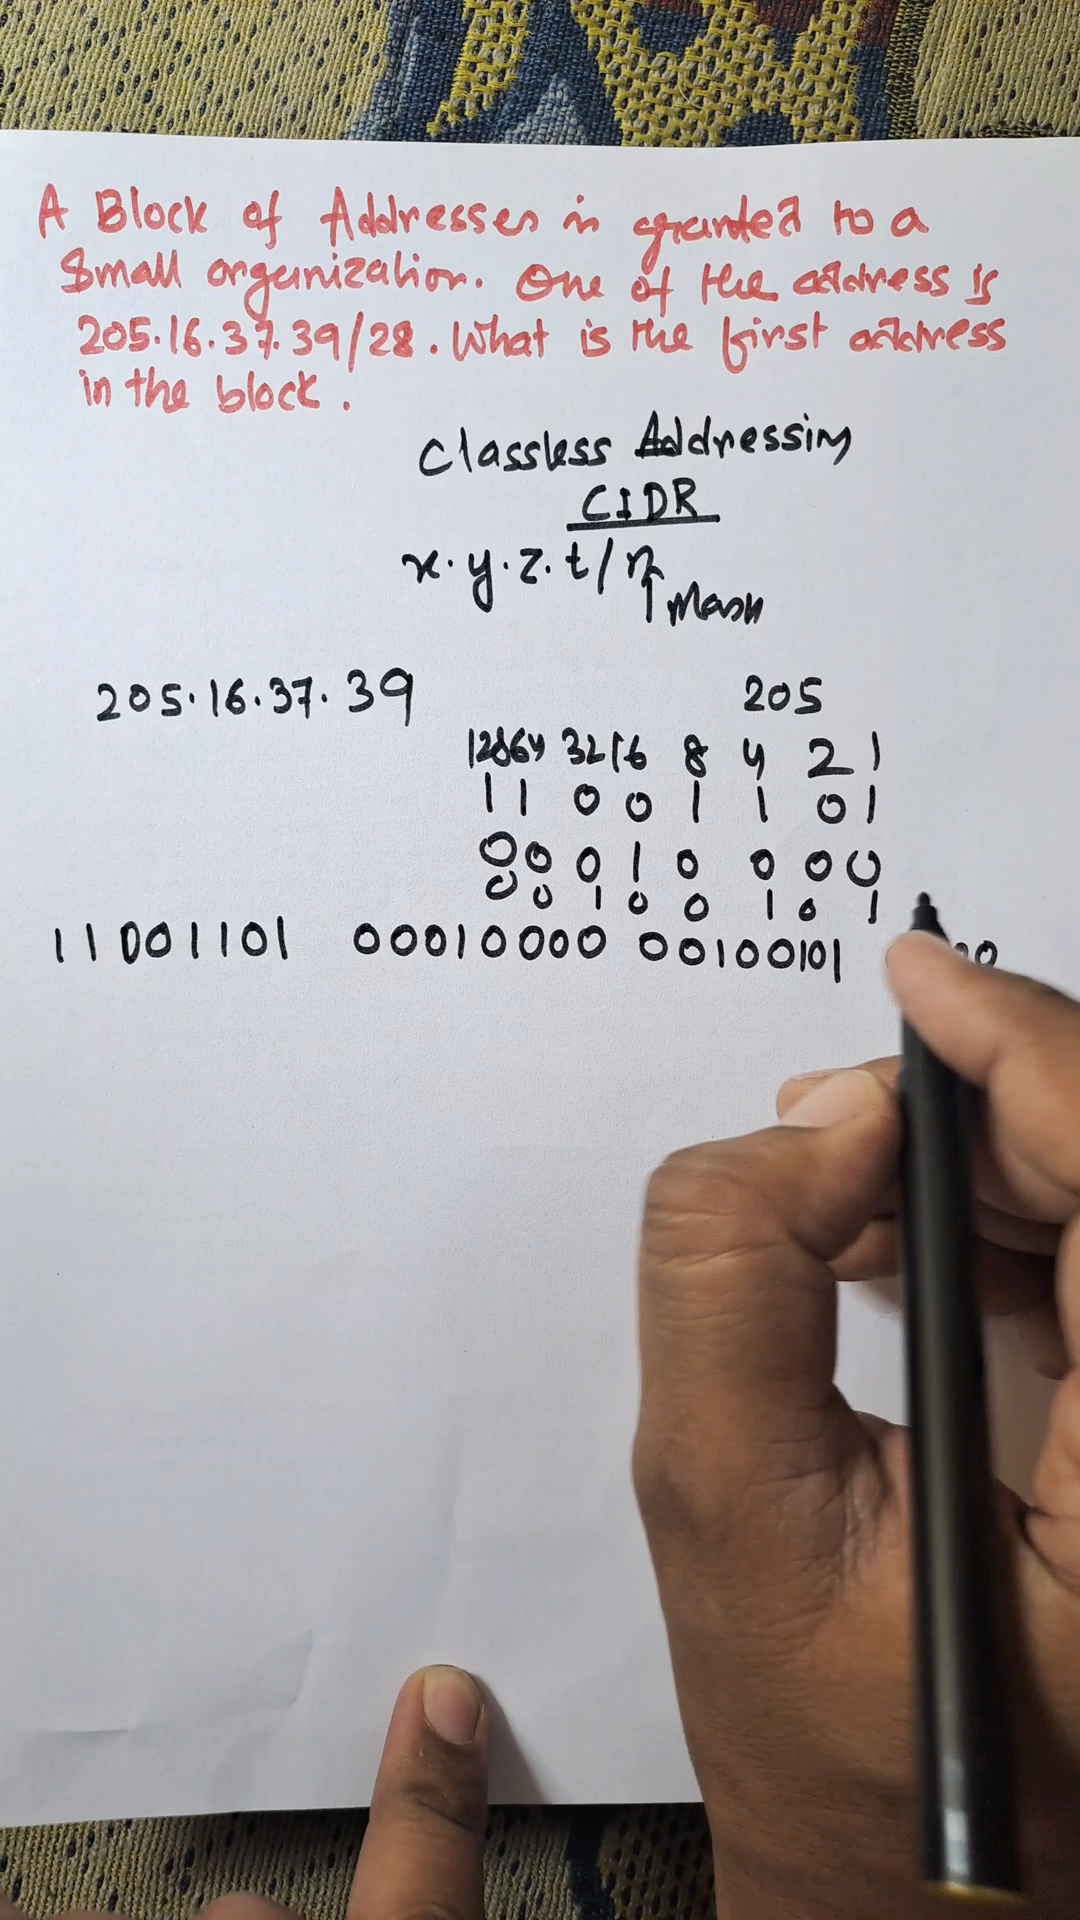 A Block of Addresses is granted to a
Small organization. One of the address is
205.16.37.39/28. What is the first address
in the block.
Classless Addressing
CIDR
x.y.z.t/n
Mask
205.16.37.39
205
128 64 32 16 8 4 2 1
1 1 0 0 1 1 0 1
0 0 0 1 0 0 0 0
0 0 1 0 0 1 0 1
11001101 00010000 00100101